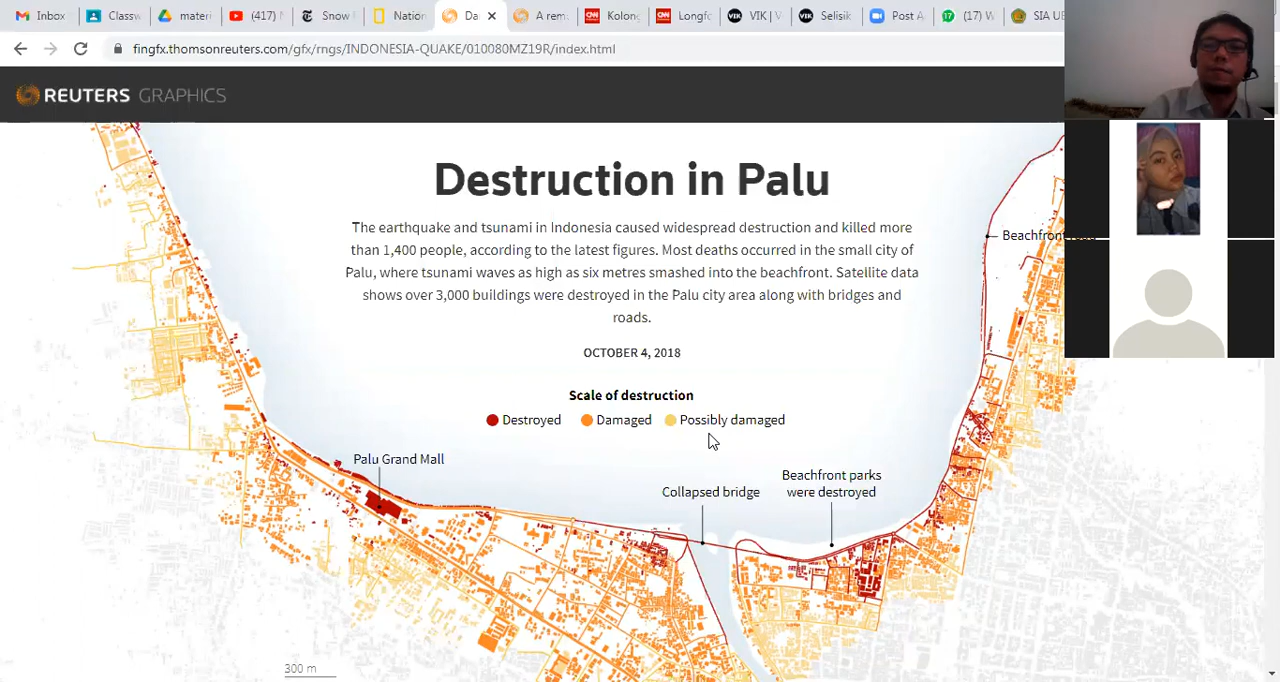 Inbox
Classw
materi
(417)
Snow
Nation
Da
A rem
Kolong
Longfo
VIK | V
Selisik
Post A
(17) W
SIA UB
fingfx.thomsonreuters.com/gfx/rngs/INDONESIA-QUAKE/010080MZ19R/index.html
REUTERS GRAPHICS
Destruction in Palu
The earthquake and tsunami in Indonesia caused widespread destruction and killed more
than 1,400 people, according to the latest figures. Most deaths occurred in the small city of
Palu, where tsunami waves as high as six metres smashed into the beachfront. Satellite data
shows over 3,000 buildings were destroyed in the Palu city area along with bridges and
roads.
OCTOBER 4, 2018
Scale of destruction
Destroyed Damaged Possibly damaged
Beachfront road
Palu Grand Mall
Collapsed bridge
Beachfront parks
were destroyed
300 m